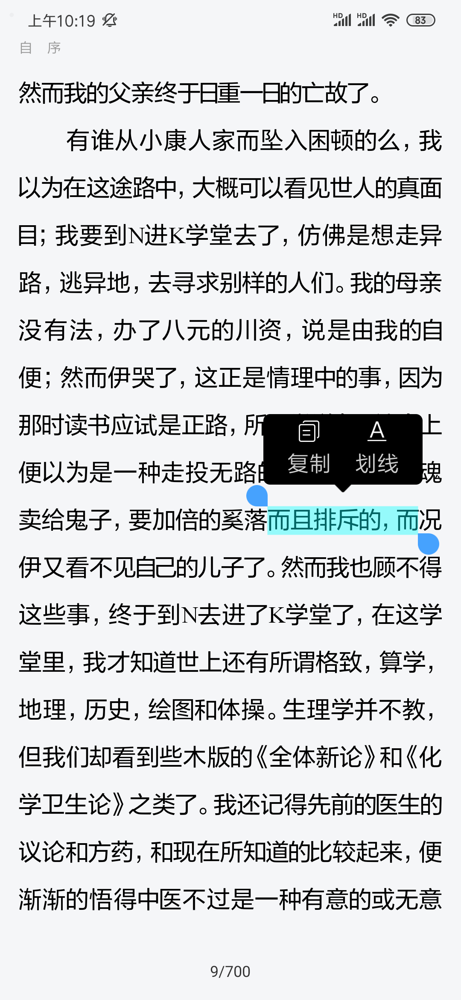 上午10:19 HD HD 83
自 序
然而我的父亲终于日重一日的亡故了。
有谁从小康人家而坠入困顿的么，我
以为在这途路中，大概可以看见世人的真面
目；我要到N进K学堂去了，仿佛是想走异
路，逃异地，去寻求别样的人们。我的母亲
没有法，办了八元的川资，说是由我的自
便；然而伊哭了，这正是情理中的事，因为
那时读书应试是正路，所 上
复制 划线
便以为是一种走投无路的 魂
卖给鬼子，要加倍的奚落而且排斥的，而况
伊又看不见自己的儿子了。然而我也顾不得
这些事，终于到N去进了K学堂了，在这学
堂里，我才知道世上还有所谓格致，算学，
地理，历史，绘图和体操。生理学并不教，
但我们却看到些木版的《全体新论》和《化
学卫生论》之类了。我还记得先前的医生的
议论和方药，和现在所知道的比较起来，便
渐渐的悟得中医不过是一种有意的或无意
9/700